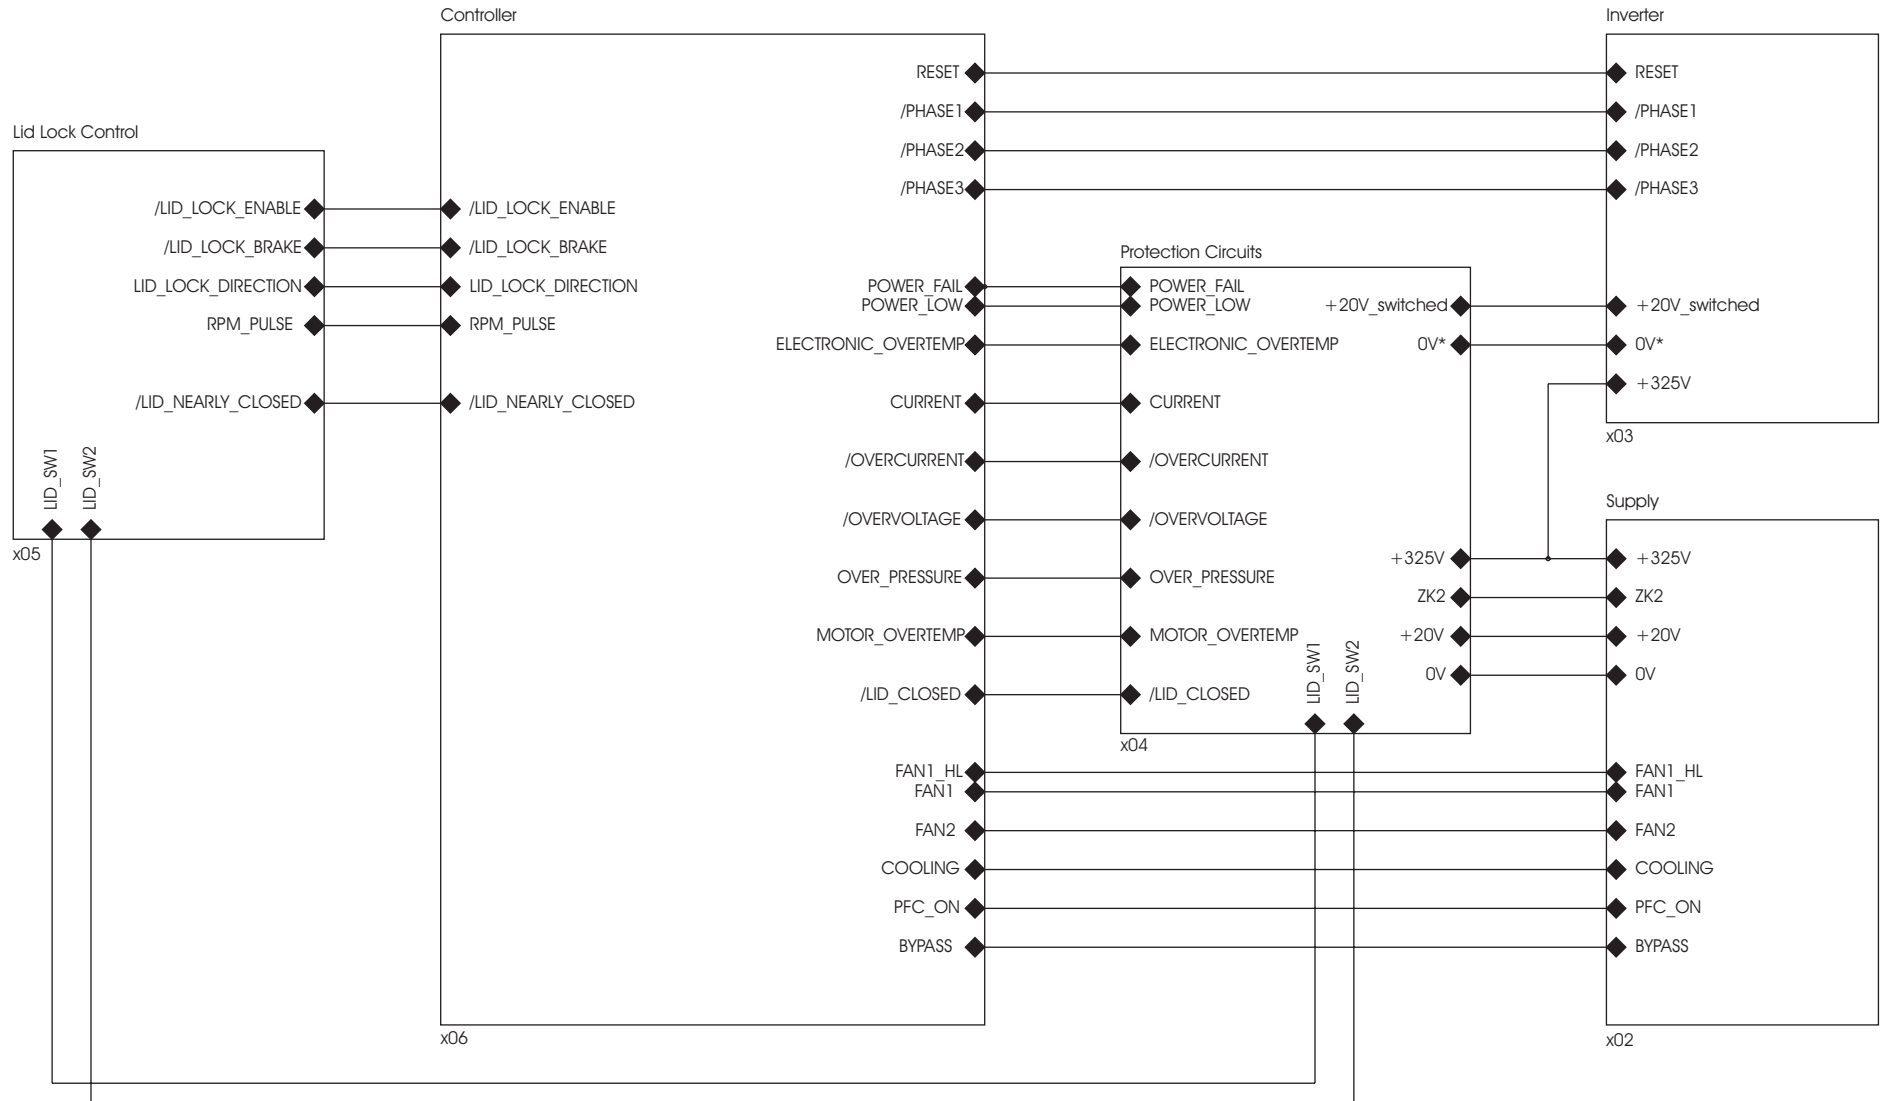 Controller
Inverter
RESET
RESET
/PHASE1
/PHASE1
Lid Lock Control
/PHASE2
/PHASE2
/PHASE3
/PHASE3
/LID_LOCK_ENABLE
/LID_LOCK_ENABLE
/LID_LOCK_BRAKE
/LID_LOCK_BRAKE
Protection Circuits
LID_LOCK_DIRECTION
LID_LOCK_DIRECTION
POWER_FAIL
POWER_FAIL
POWER_LOW
POWER_LOW
+20V_switched
+20V_switched
RPM_PULSE
RPM_PULSE
ELECTRONIC_OVERTEMP
ELECTRONIC_OVERTEMP
0V*
0V*
+325V
/LID_NEARLY_CLOSED
/LID_NEARLY_CLOSED
CURRENT
CURRENT
x03
/OVERCURRENT
/OVERCURRENT
LID_SW1
LID_SW2
Supply
/OVERVOLTAGE
/OVERVOLTAGE
x05
+325V
+325V
OVER_PRESSURE
OVER_PRESSURE
ZK2
ZK2
MOTOR_OVERTEMP
MOTOR_OVERTEMP
+20V
+20V
LID_SW1
LID_SW2
0V
0V
/LID_CLOSED
/LID_CLOSED
x04
FAN1_HL
FAN1_HL
FAN1
FAN1
FAN2
FAN2
COOLING
COOLING
PFC_ON
PFC_ON
BYPASS
BYPASS
x06
x02